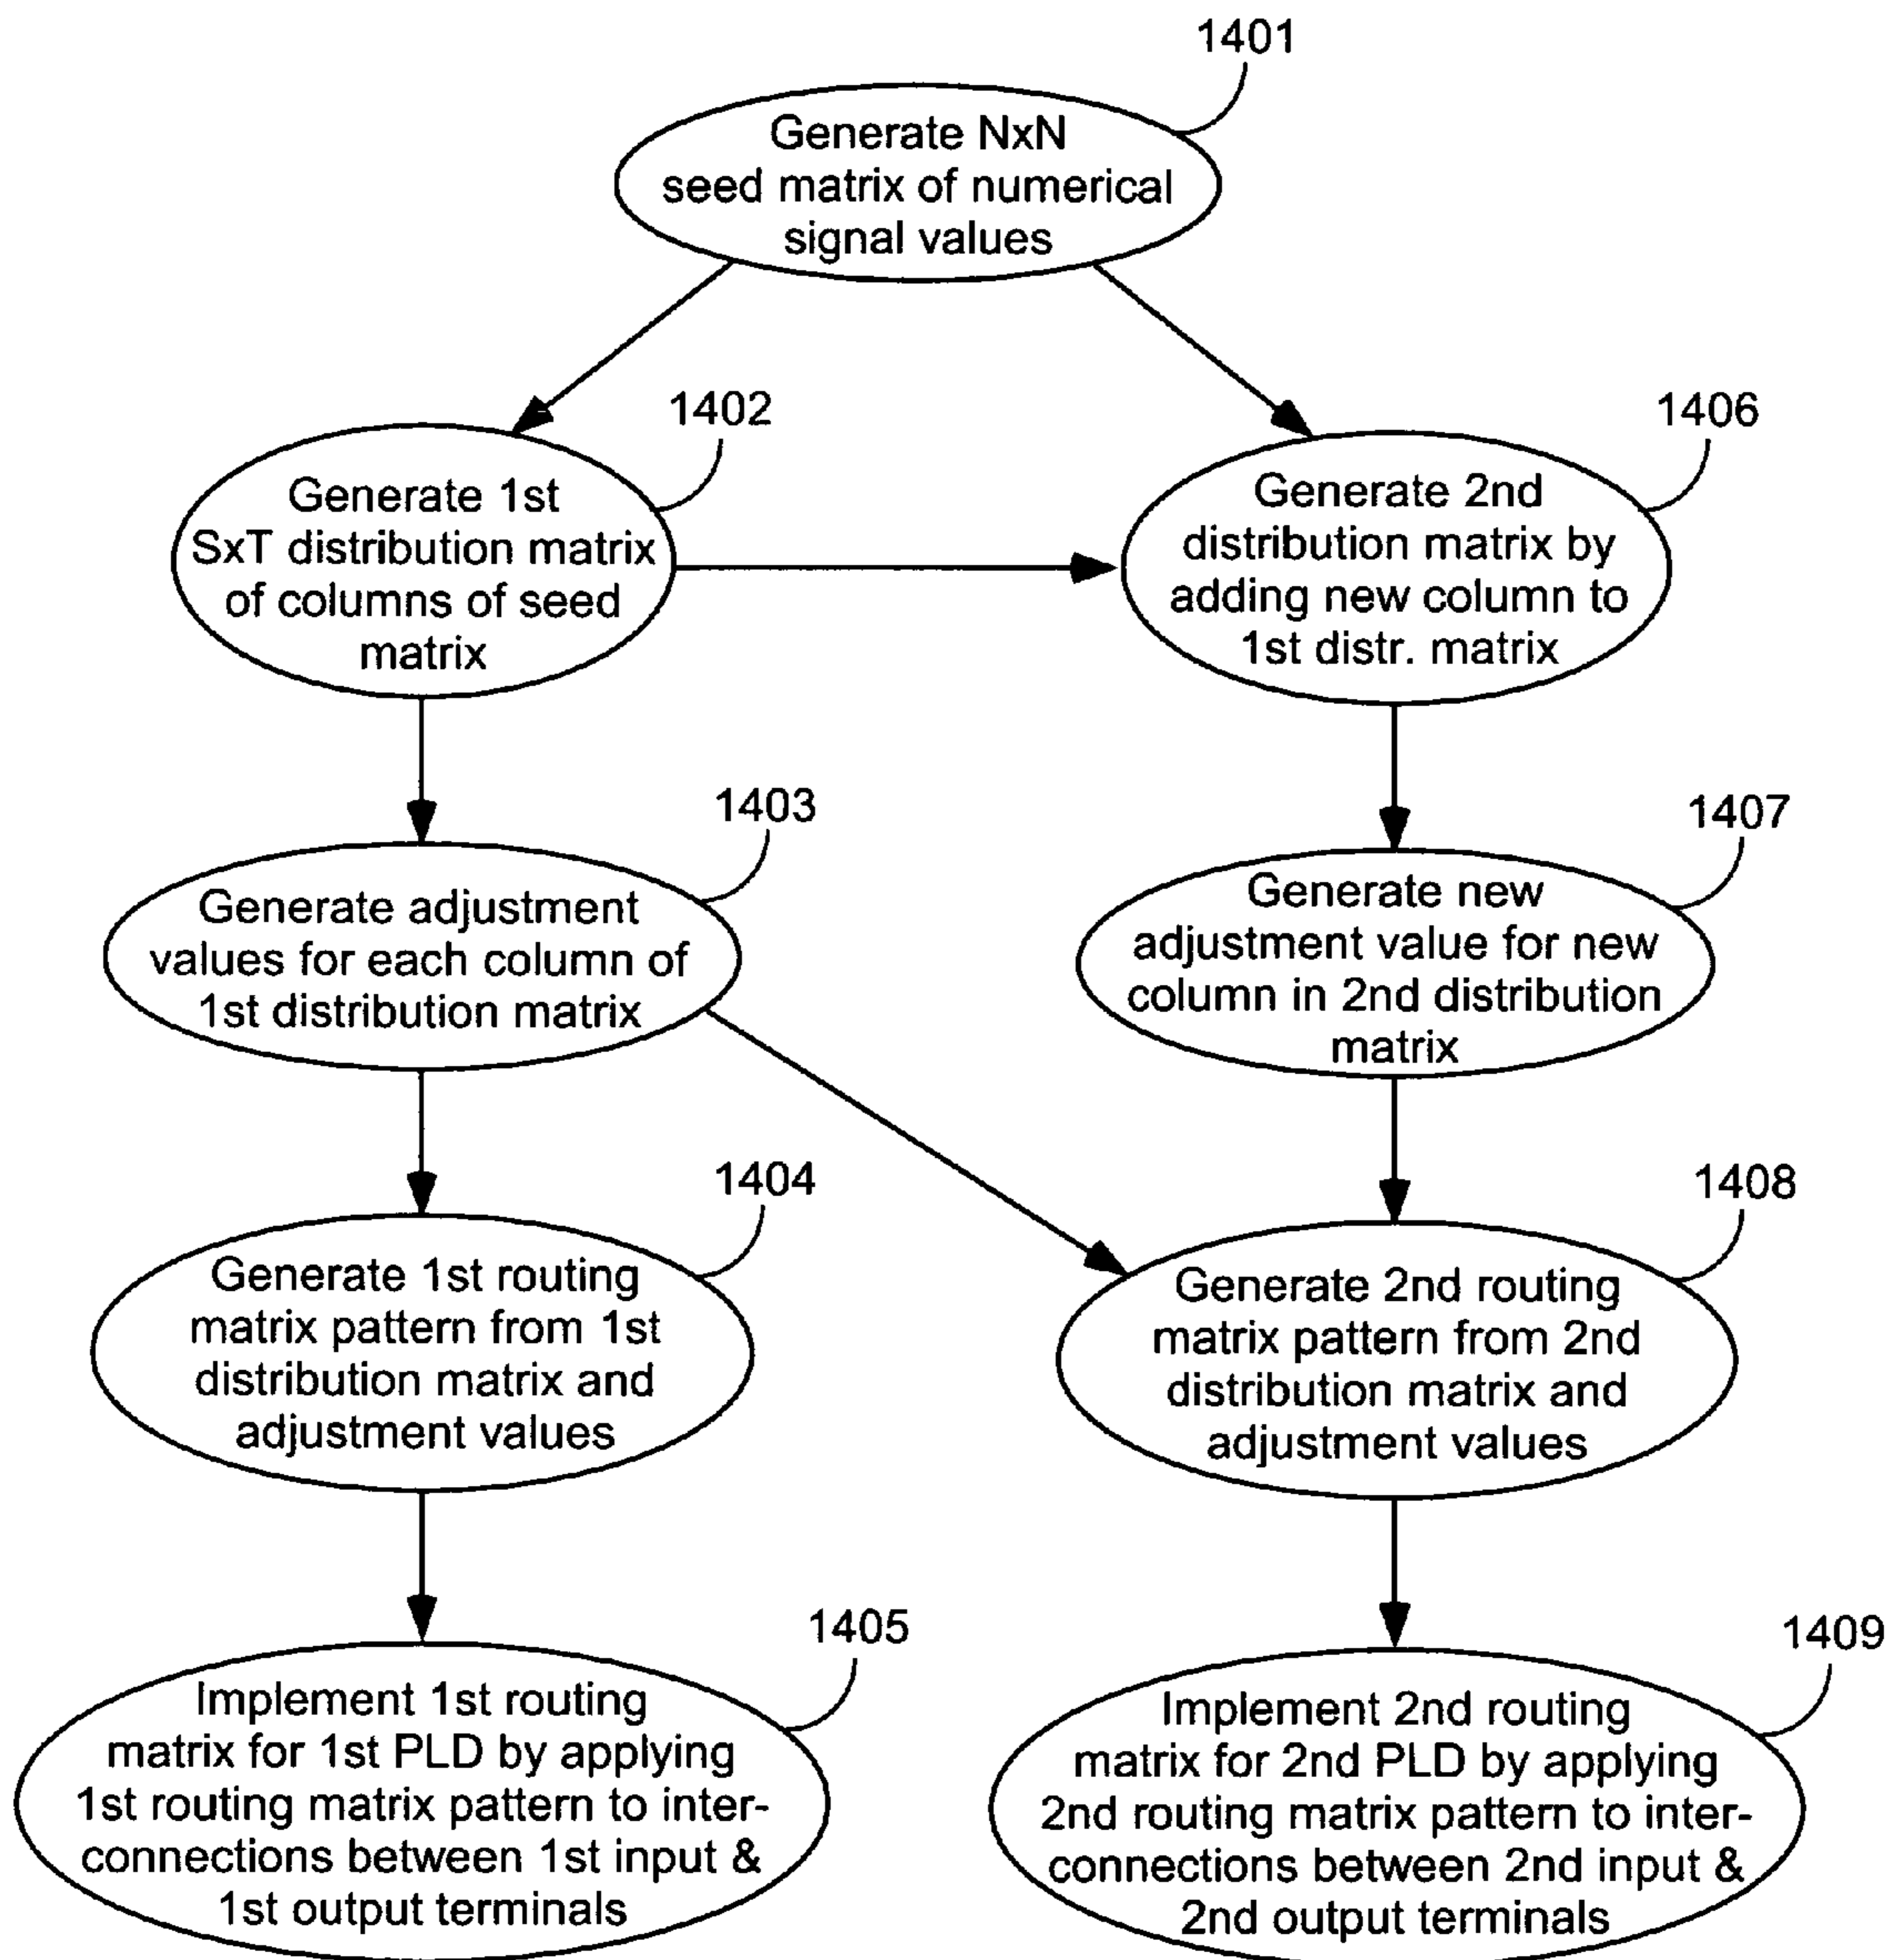 1401
Generate NxN
seed matrix of numerical
signal values
1402
Generate 1st
SxT distribution matrix
of columns of seed
matrix
1406
Generate 2nd
distribution matrix by
adding new column to
1st distr. matrix
1403
Generate adjustment
values for each column of
1st distribution matrix
1407
Generate new
adjustment value for new
column in 2nd distribution
matrix
1404
Generate 1st routing
matrix pattern from 1st
distribution matrix and
adjustment values
1408
Generate 2nd routing
matrix pattern from 2nd
distribution matrix and
adjustment values
1405
Implement 1st routing
matrix for 1st PLD by applying
1st routing matrix pattern to inter-
connections between 1st input &
1st output terminals
1409
Implement 2nd routing
matrix for 2nd PLD by applying
2nd routing matrix pattern to inter-
connections between 2nd input &
2nd output terminals